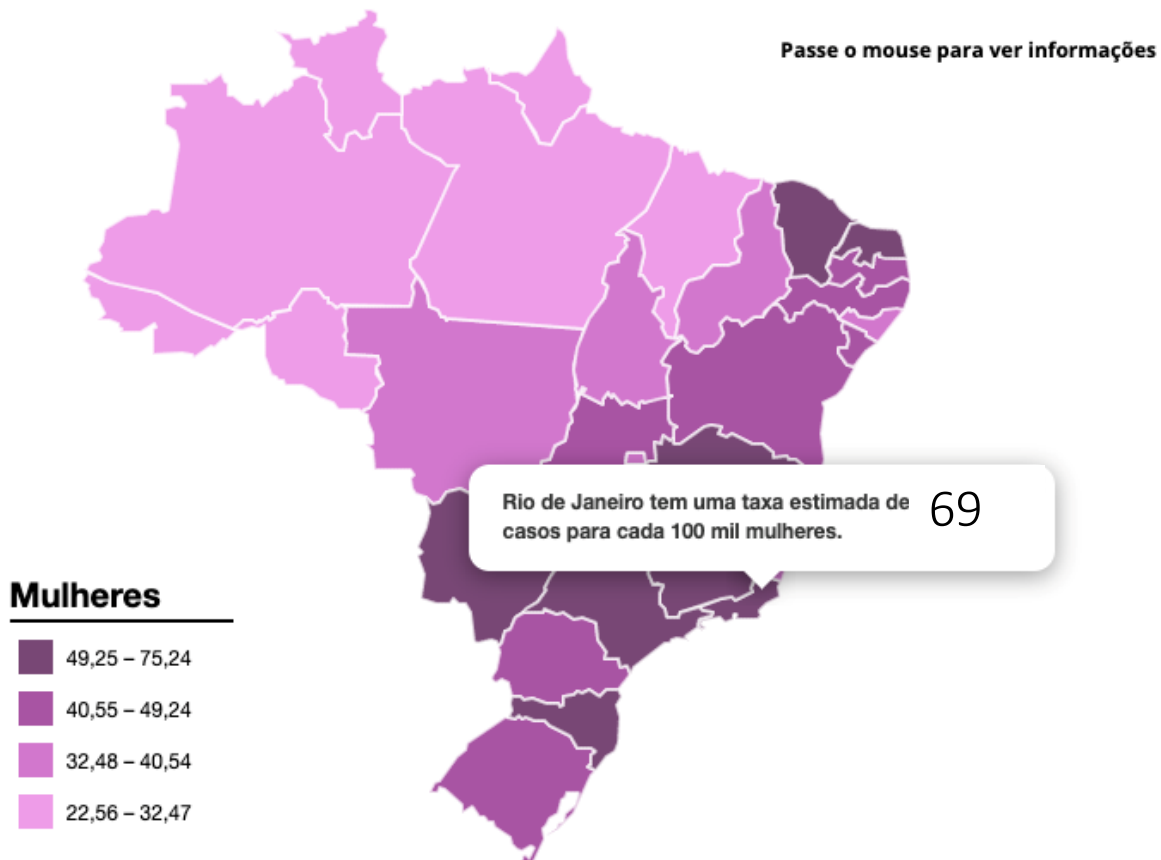 Passe o mouse para ver informações
Rio de Janeiro tem uma taxa estimada de 69
casos para cada 100 mil mulheres.
Mulheres
49,25 – 75,24
40,55 – 49,24
32,48 – 40,54
22,56 – 32,47